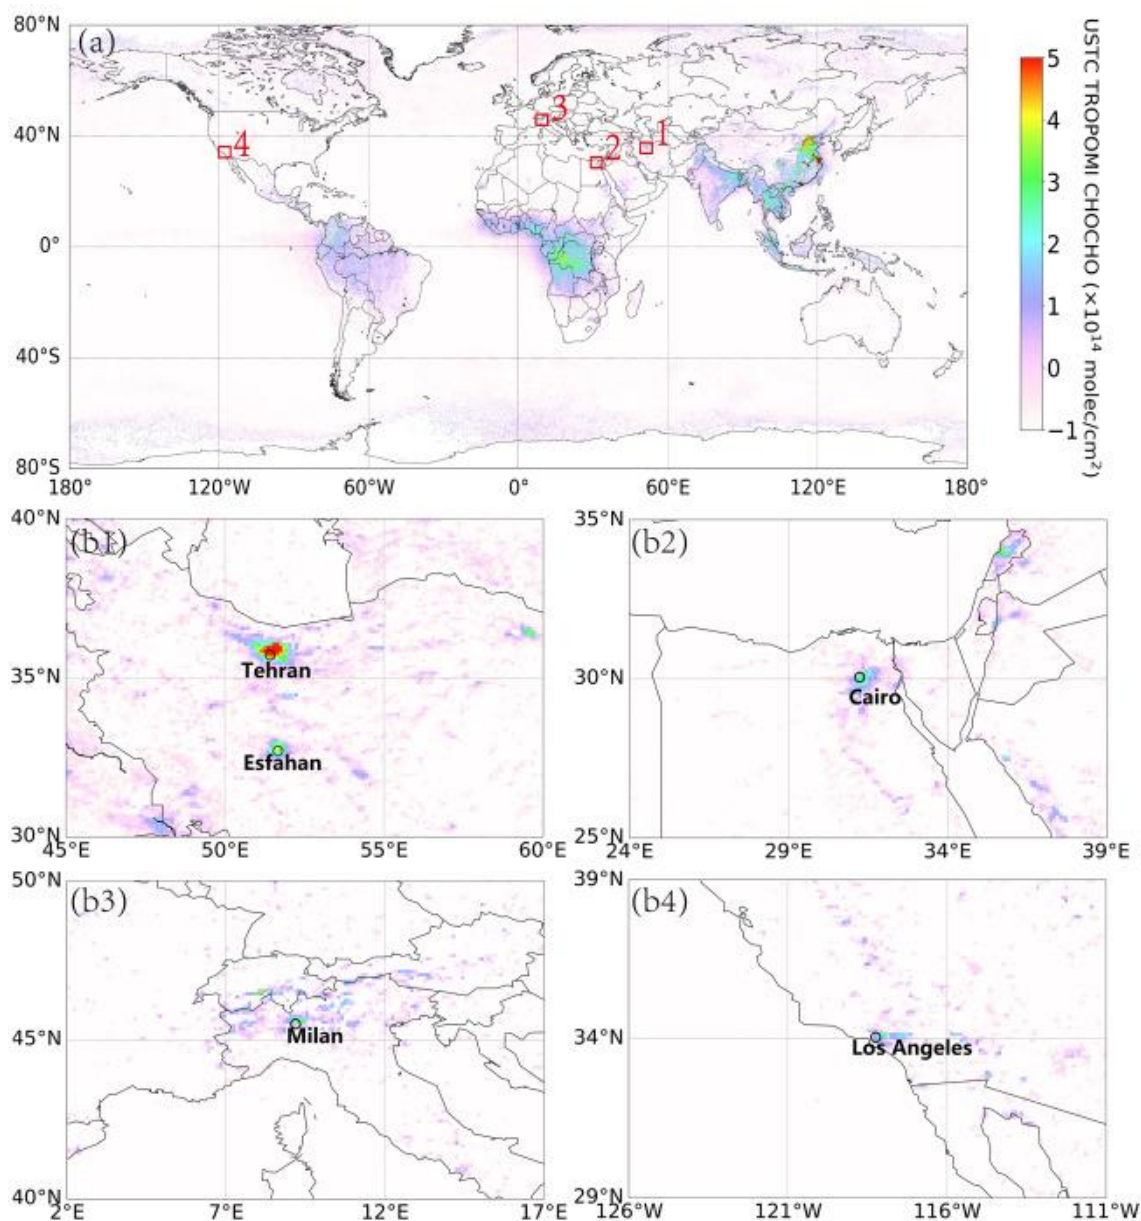 80°N
(a)
5
3
40°N
4
1
2
4
3
0°
2
1
40°S
0
−1
80°S
180°
120°W
60°W
0°
60°E
120°E
180°
USTC TROPOMI CHOCHO (×10¹⁴ molec/cm²)
40°N
(b1)
35°N
Tehran
Esfahan
30°N
45°E
50°E
55°E
60°E
35°N
(b2)
30°N
Cairo
25°N
24°E
29°E
34°E
39°E
50°N
(b3)
45°N
Milan
40°N
2°E
7°E
12°E
17°E
39°N
(b4)
34°N
Los Angeles
29°N
126°W
121°W
116°W
111°W